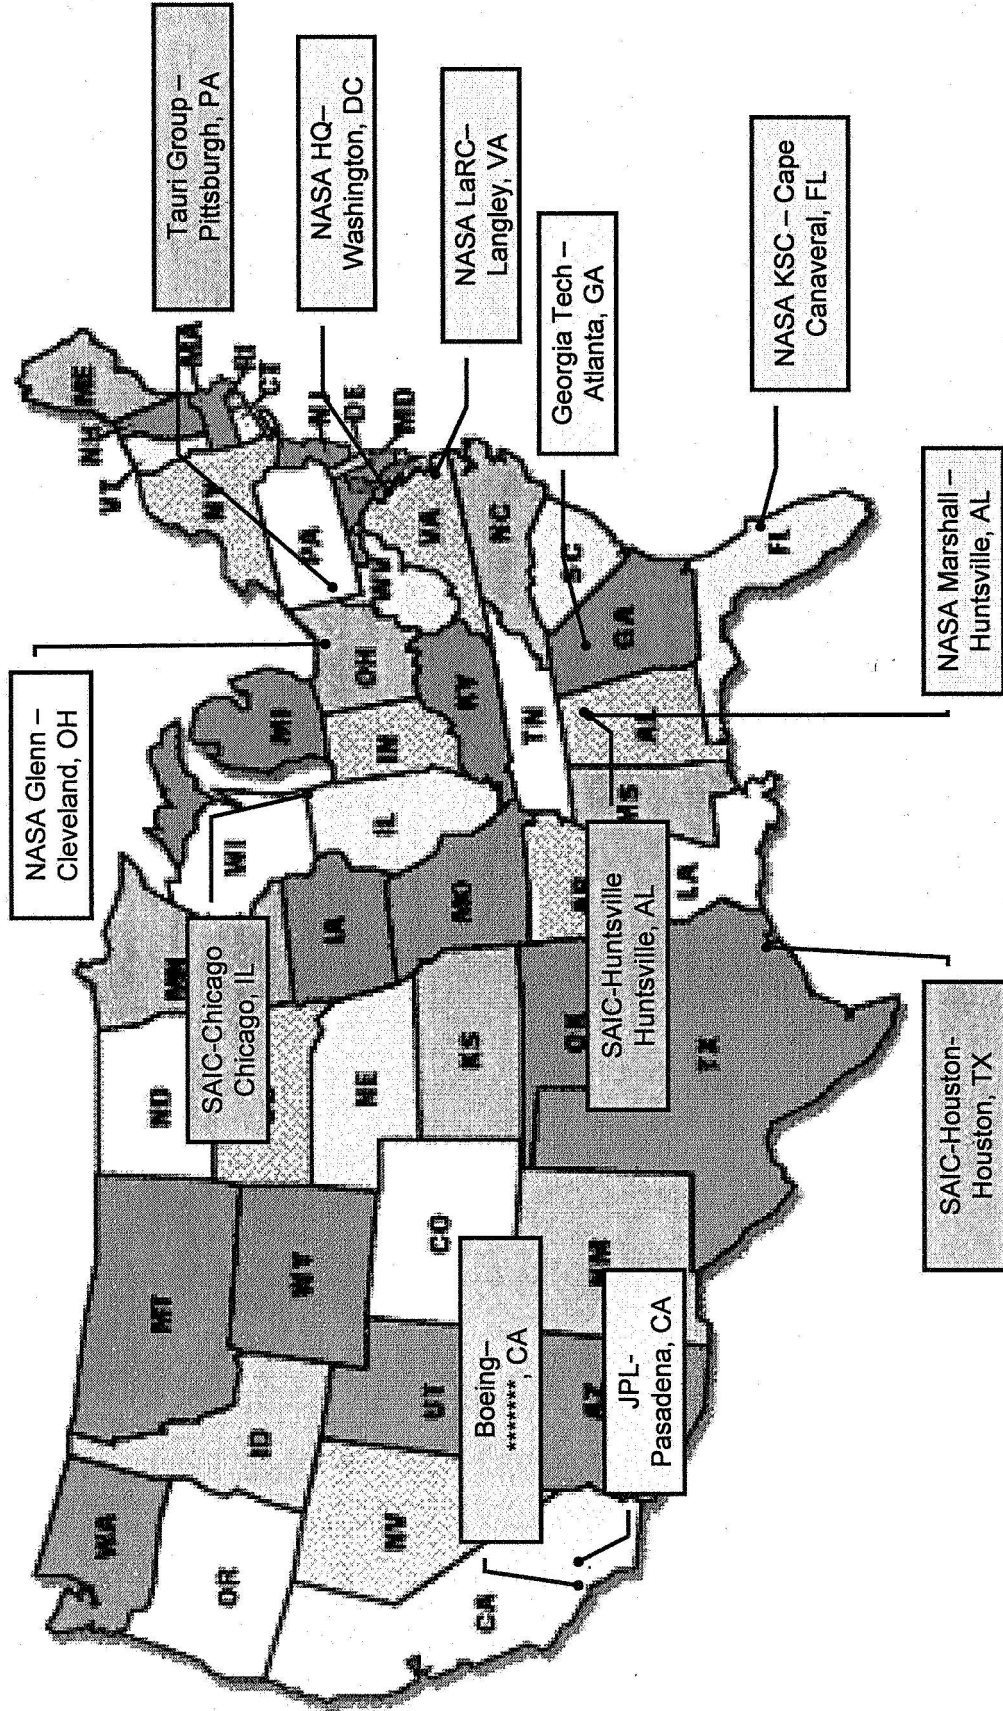 NASA Glenn –
Cleveland, OH
Tauri Group –
Pittsburgh, PA
NASA HQ–
Washington, DC
NASA LaRC–
Langley, VA
Georgia Tech –
Atlanta, GA
NASA KSC – Cape
Canaveral, FL
NASA Marshall –
Huntsville, AL
SAIC-Chicago
Chicago, IL
SAIC-Huntsville
Huntsville, AL
SAIC-Houston-
Houston, TX
Boeing–
*******, CA
JPL-
Pasadena, CA
WA
OR
CA
NV
ID
MT
WY
UT
AZ
CO
NM
ND
NE
KS
OK
TX
MN
IA
MO
AR
LA
WI
IL
MS
MI
IN
OH
KY
TN
AL
GA
FL
SC
NC
VA
WV
PA
NY
VT
NH
ME
MA
RI
CT
NJ
DE
MD